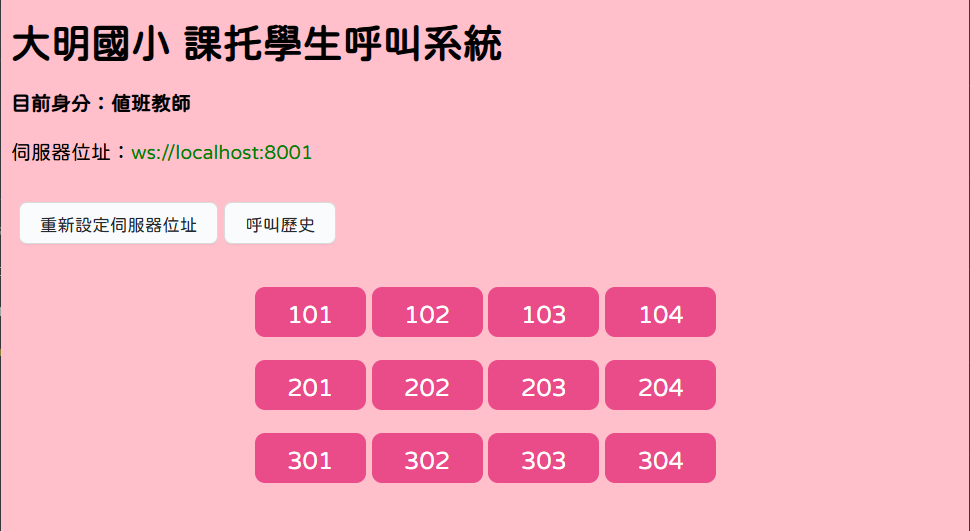 大明國小 課托學生呼叫系統
目前身分：值班教師
伺服器位址：ws://localhost:8001
重新設定伺服器位址 呼叫歷史
101 102 103 104
201 202 203 204
301 302 303 304